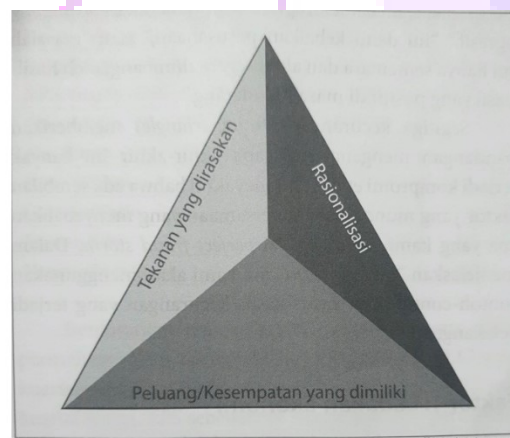 Tekanan yang dirasakan
Rasionalisasi
Peluang/Kesempatan yang dimiliki